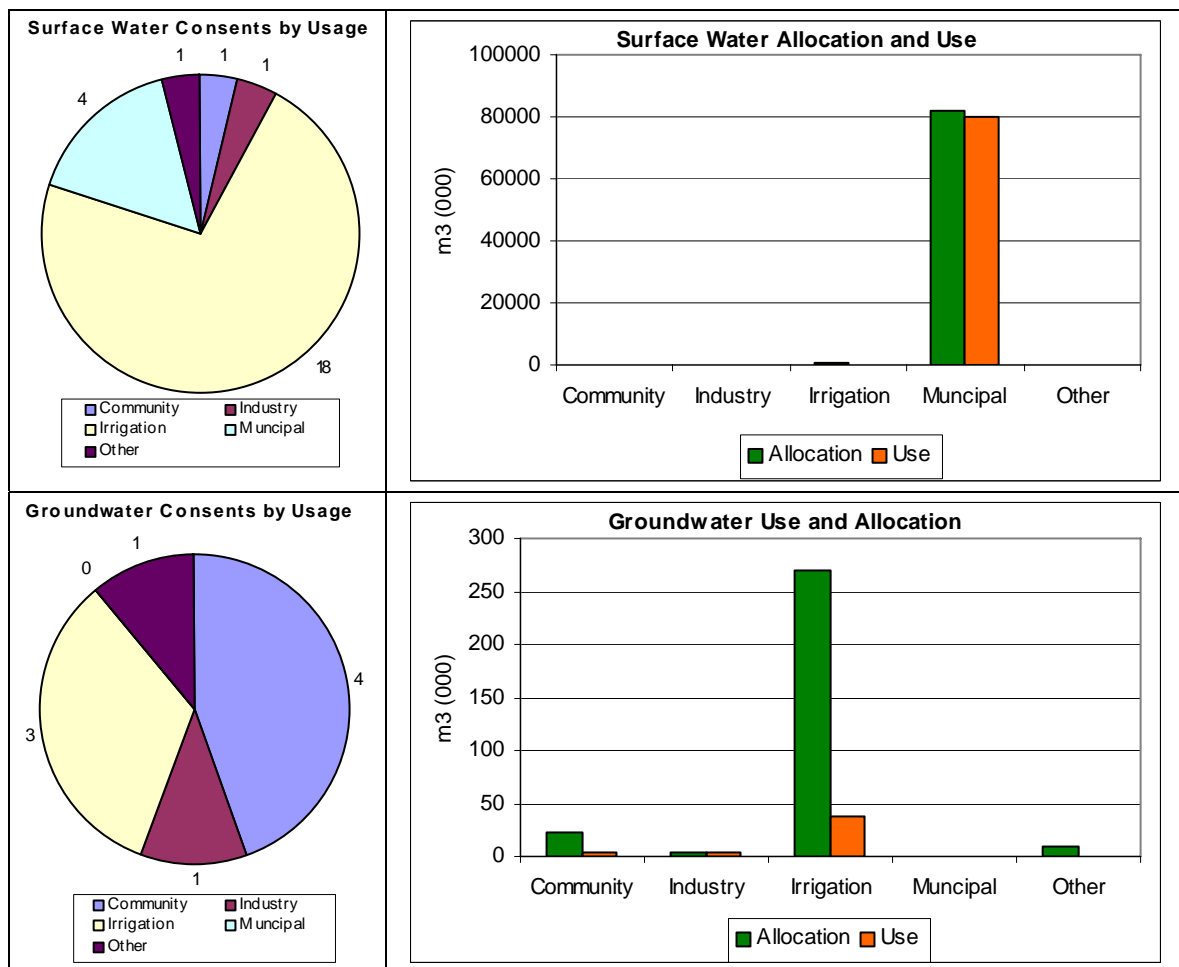 Surface Water Consents by Usage
1
1
1
4
18
Community
Industry
Irrigation
Muncipal
Other
Surface Water Allocation and Use
100000
80000
60000
40000
20000
0
m3 (000)
Community Industry Irrigation Muncipal Other
Allocation Use
Groundwater Consents by Usage
1
0
4
3
1
Community
Industry
Irrigation
Muncipal
Other
Groundwater Use and Allocation
300
250
200
150
100
50
0
m3 (000)
Community Industry Irrigation Muncipal Other
Allocation Use